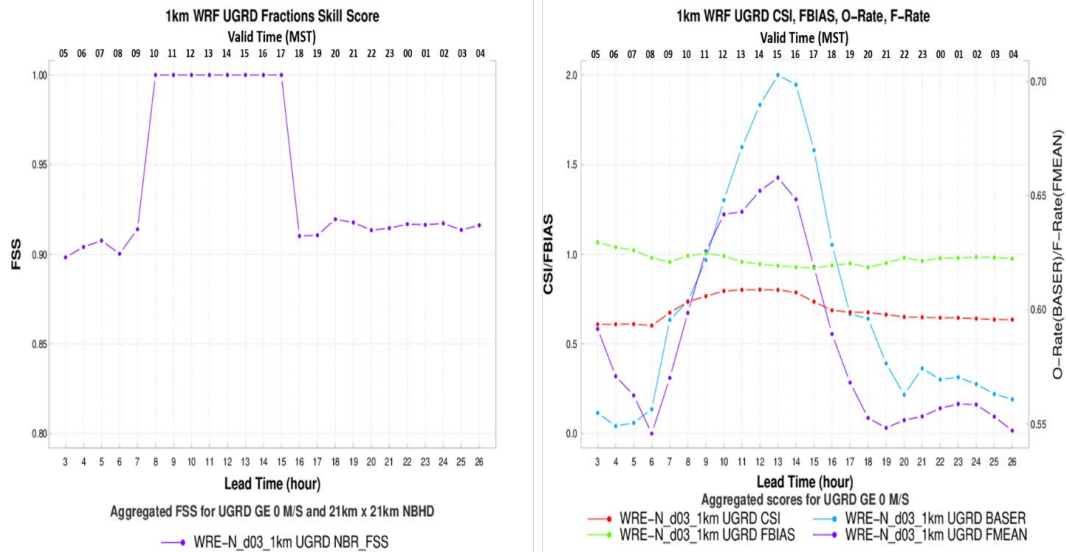 1km WRF UGRD Fractions Skill Score
Valid Time (MST)
05 06 07 08 09 10 11 12 13 14 15 16 17 18 19 20 21 22 23 00 01 02 03 04
1.00
0.95
0.90
0.85
0.80
FSS
3 4 5 6 7 8 9 10 11 12 13 14 15 16 17 18 19 20 21 22 23 24 25 26
Lead Time (hour)
Aggregated FSS for UGRD GE 0 M/S and 21km x 21km NBHD
WRE-N_d03_1km UGRD NBR_FSS
1km WRF UGRD CSI, FBIAS, O-Rate, F-Rate
Valid Time (MST)
05 06 07 08 09 10 11 12 13 14 15 16 17 18 19 20 21 22 23 00 01 02 03 04
2.0
1.5
1.0
0.5
0.0
CSI/FBIAS
0.70
0.65
0.60
0.55
O-Rate(BASER)/F-Rate(FMEAN)
3 4 5 6 7 8 9 10 11 12 13 14 15 16 17 18 19 20 21 22 23 24 25 26
Lead Time (hour)
Aggregated scores for UGRD GE 0 M/S
WRE-N_d03_1km UGRD CSI WRE-N_d03_1km UGRD BASER
WRE-N_d03_1km UGRD FBIAS WRE-N_d03_1km UGRD FMEAN